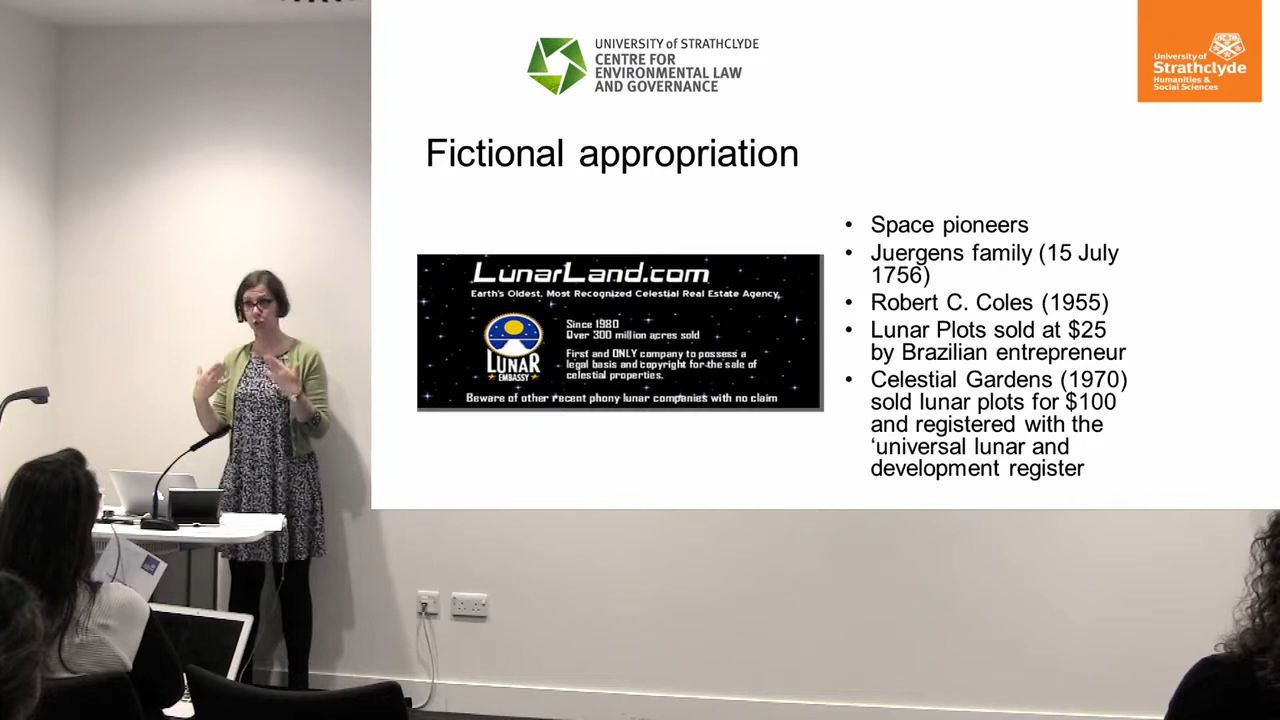 UNIVERSITY of STRATHCLYDE
CENTRE FOR
ENVIRONMENTAL LAW
AND GOVERNANCE
University of
Strathclyde
Humanities &
Social Sciences
Fictional appropriation
LunarLand.com
Earth's Oldest, Most Recognized Celestial Real Estate Agency.
Since 1980
Over 300 million acres sold
First and ONLY company to possess a
legal basis and copyright for the sale of
celestial properties.
LUNAR
EMBASSY
Beware of other recent phony lunar companies with no claim
• Space pioneers
• Juergens family (15 July
1756)
• Robert C. Coles (1955)
• Lunar Plots sold at $25
by Brazilian entrepreneur
• Celestial Gardens (1970)
sold lunar plots for $100
and registered with the
‘universal lunar and
development register